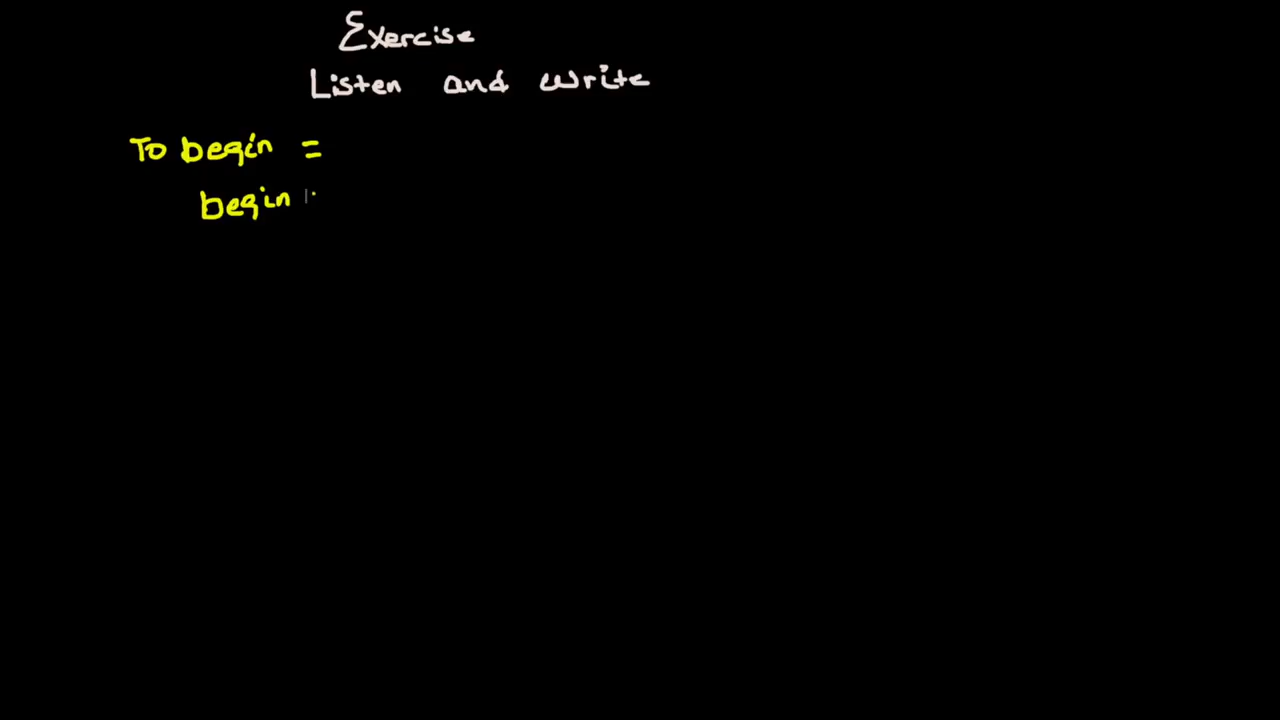 Exercise
Listen and write
To begin =
begin